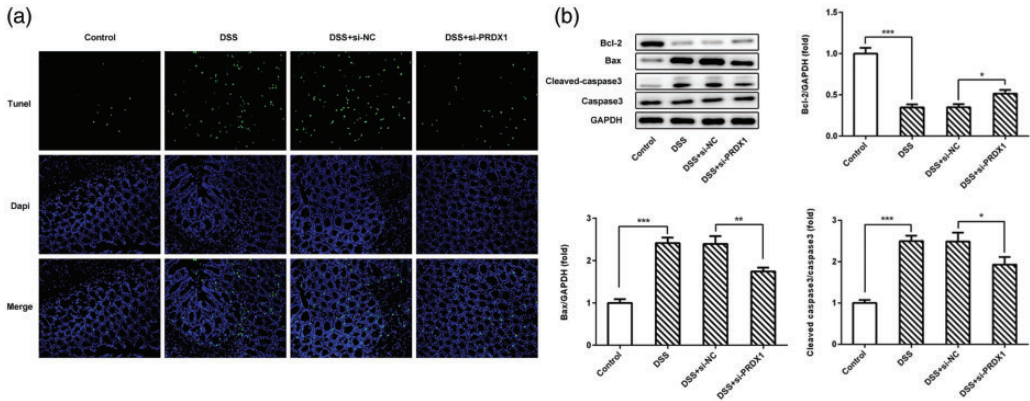 (a)
Control DSS DSS+si-NC DSS+si-PRDX1
Tunel
Dapi
Merge
(b)
Bcl-2
Bax
Cleaved-caspase3
Caspase3
GAPDH
Control DSS DSS+si-NC DSS+si-PRDX1
Bcl-2/GAPDH (fold)
1.5
1.0
0.5
0.0
***
*
Control DSS DSS+si-NC DSS+si-PRDX1
Bax/GAPDH (fold)
3
2
1
0
***
**
Control DSS DSS+si-NC DSS+si-PRDX1
Cleaved caspase3/caspase3 (fold)
3
2
1
0
***
*
Control DSS DSS+si-NC DSS+si-PRDX1